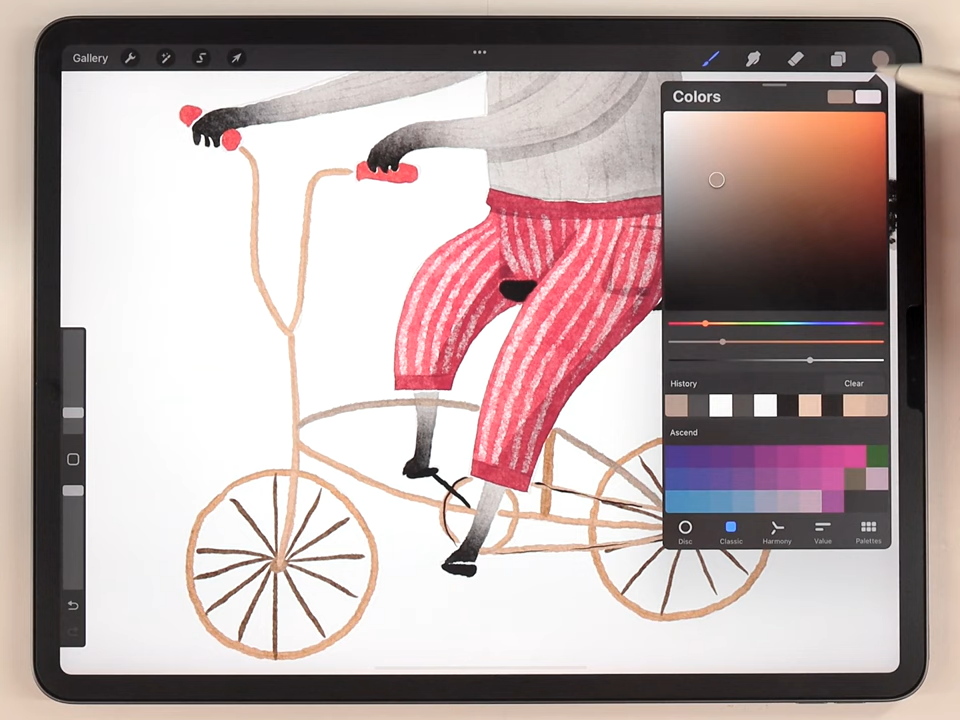 Gallery
Colors
History Clear
Ascend
Disc Classic Harmony Value Palettes